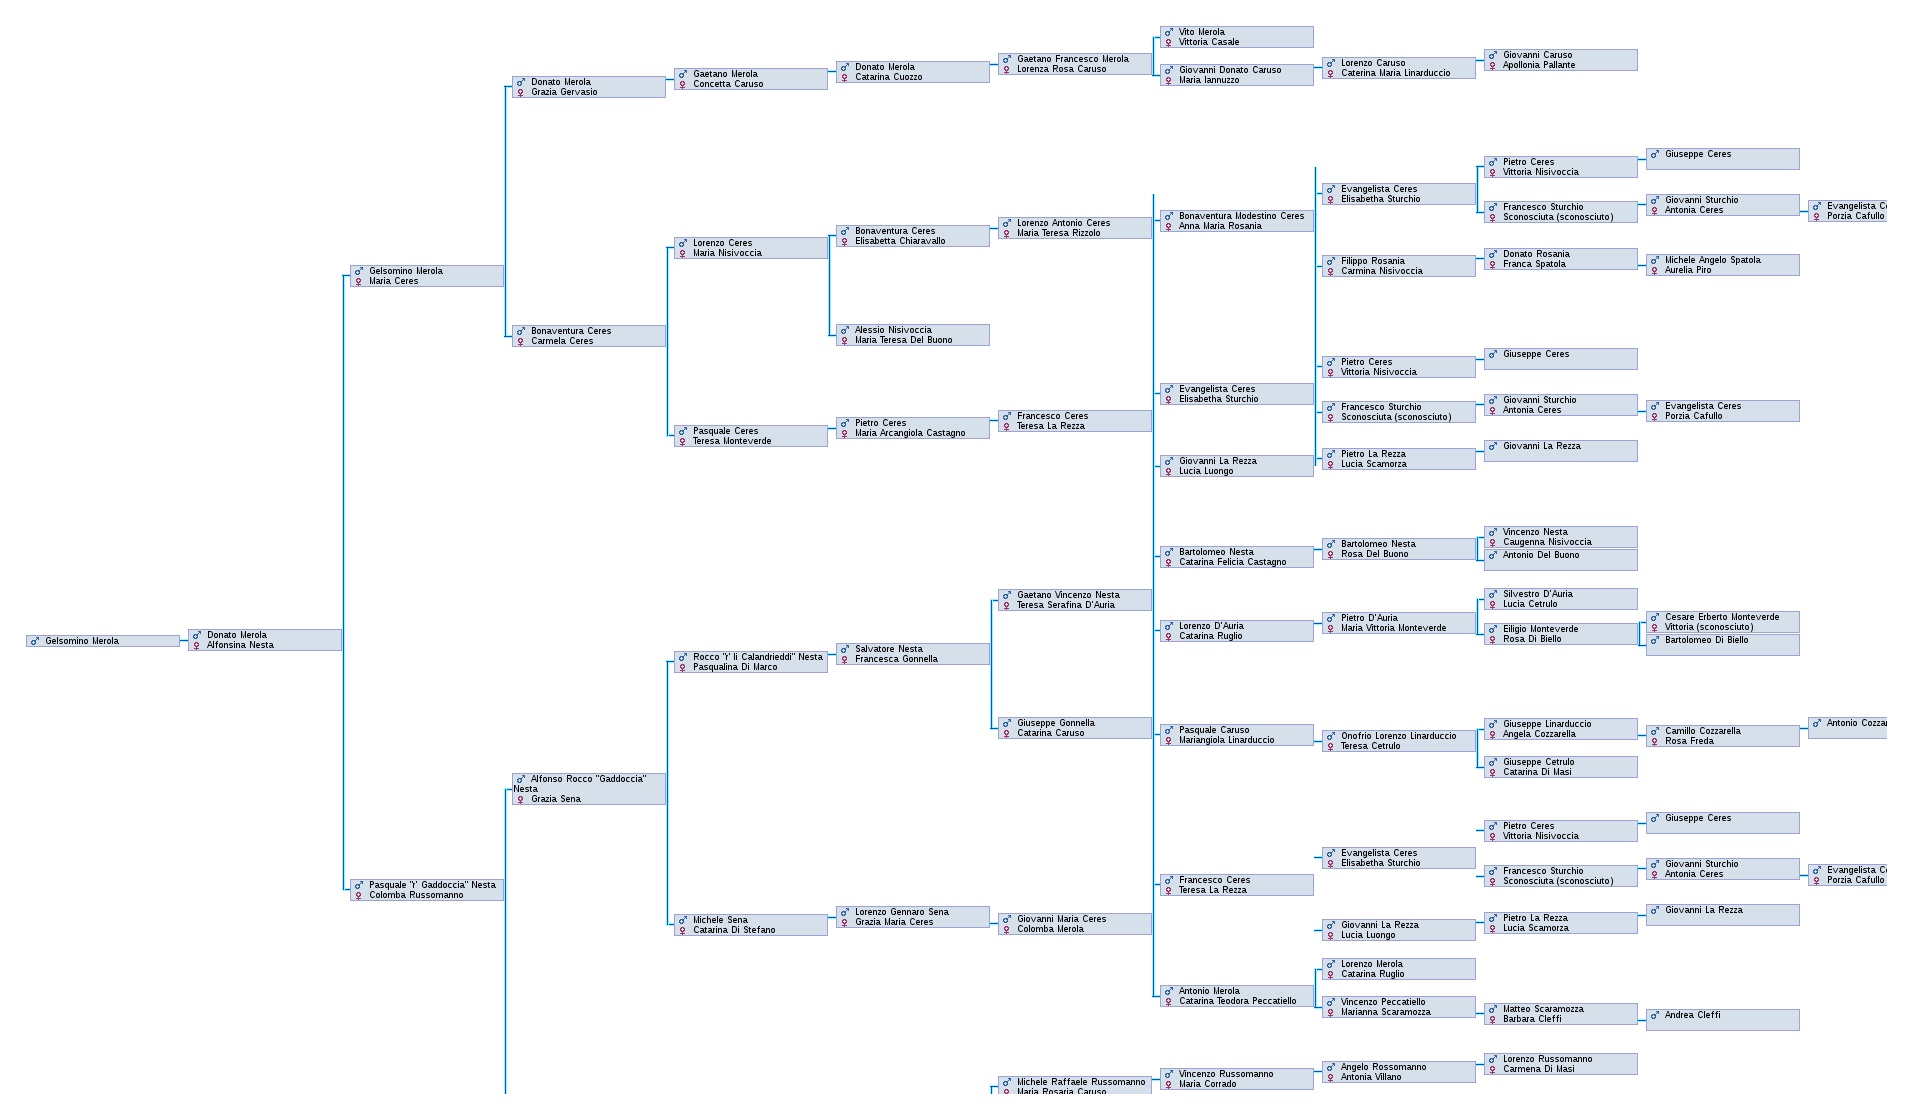 Gelsomino Merola
Donato Merola
Alfonsina Nesta
Gelsomino Merola
Maria Ceres
Pasquale "r' Gaddoccia" Nesta
Colomba Russomanno
Donato Merola
Grazia Gervasio
Bonaventura Ceres
Carmela Ceres
Alfonso Rocco "Gaddoccia"
Nesta
Grazia Sena
Gaetano Merola
Concetta Caruso
Lorenzo Ceres
Maria Nisivoccia
Pasquale Ceres
Teresa Monteverde
Rocco "r' li Calandrieddi" Nesta
Pasqualina Di Marco
Michele Sena
Catarina Di Stefano
Donato Merola
Catarina Cuozzo
Bonaventura Ceres
Elisabetta Chiaravallo
Alessio Nisivoccia
Maria Teresa Del Buono
Pietro Ceres
Maria Arcangiola Castagno
Salvatore Nesta
Francesca Gonnella
Lorenzo Gennaro Sena
Grazia Maria Ceres
Gaetano Francesco Merola
Lorenza Rosa Caruso
Lorenzo Antonio Ceres
Maria Teresa Rizzolo
Francesco Ceres
Teresa La Rezza
Gaetano Vincenzo Nesta
Teresa Serafina D'Auria
Giuseppe Gonnella
Catarina Caruso
Giovanni Maria Ceres
Colomba Merola
Michele Raffaele Russomanno
Maria Rosaria Caruso
Vito Merola
Vittoria Casale
Giovanni Donato Caruso
Maria Iannuzzo
Bonaventura Modestino Ceres
Anna Maria Rosania
Evangelista Ceres
Elisabetha Sturchio
Giovanni La Rezza
Lucia Luongo
Bartolomeo Nesta
Catarina Felicia Castagno
Lorenzo D'Auria
Catarina Ruglio
Pasquale Caruso
Mariangiola Linarduccio
Francesco Ceres
Teresa La Rezza
Antonio Merola
Catarina Teodora Peccatiello
Vincenzo Russomanno
Maria Corrado
Lorenzo Caruso
Caterina Maria Linarduccio
Evangelista Ceres
Elisabetha Sturchio
Filippo Rosania
Carmina Nisivoccia
Pietro Ceres
Vittoria Nisivoccia
Francesco Sturchio
Sconosciuta (sconosciuto)
Pietro La Rezza
Lucia Scamorza
Bartolomeo Nesta
Rosa Del Buono
Pietro D'Auria
Maria Vittoria Monteverde
Onofrio Lorenzo Linarduccio
Teresa Cetrulo
Evangelista Ceres
Elisabetha Sturchio
Giovanni La Rezza
Lucia Luongo
Lorenzo Merola
Catarina Ruglio
Vincenzo Peccatiello
Marianna Scaramozza
Angelo Rossomanno
Antonia Villano
Giovanni Caruso
Apollonia Pallante
Pietro Ceres
Vittoria Nisivoccia
Francesco Sturchio
Sconosciuta (sconosciuto)
Donato Rosania
Franca Spatola
Giuseppe Ceres
Giovanni Sturchio
Antonia Ceres
Giovanni La Rezza
Vincenzo Nesta
Caugenna Nisivoccia
Antonio Del Buono
Silvestro D'Auria
Lucia Cetrulo
Eiligio Monteverde
Rosa Di Biello
Giuseppe Linarduccio
Angela Cozzarella
Giuseppe Cetrulo
Catarina Di Masi
Pietro Ceres
Vittoria Nisivoccia
Francesco Sturchio
Sconosciuta (sconosciuto)
Pietro La Rezza
Lucia Scamorza
Matteo Scaramozza
Barbara Cleffi
Lorenzo Russomanno
Carmena Di Masi
Giuseppe Ceres
Giovanni Sturchio
Antonia Ceres
Michele Angelo Spatola
Aurelia Piro
Evangelista Ceres
Porzia Cafullo
Cesare Erberto Monteverde
Vittoria (sconosciuto)
Bartolomeo Di Biello
Camillo Cozzarella
Rosa Freda
Giuseppe Ceres
Giovanni Sturchio
Antonia Ceres
Giovanni La Rezza
Andrea Cleffi
Evangelista
Porzia Cafullo
Antonio
Evangelista
Porzia Cafullo